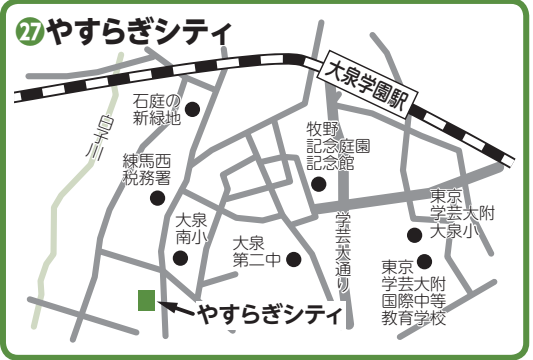 27やすらぎシティ
大泉学園駅
石庭の
新緑地
白子川
牧野
記念庭園
記念館
練馬西
税務署
東京
学芸大附
大泉小
大泉
南小
学芸大通り
大泉
第二中
東京
学芸大附
国際中等
教育学校
やすらぎシティ